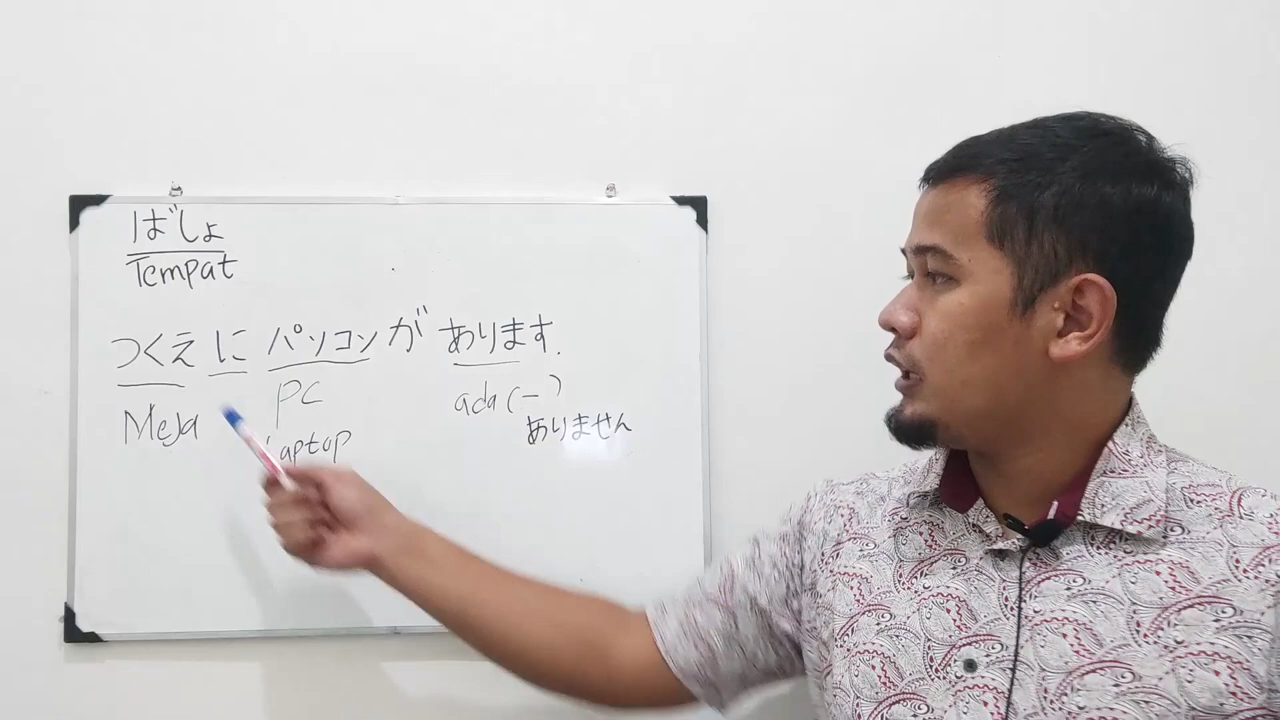 ばしょ
Tempat
つくえ に パソコン が あります.
Meja
PC
Laptop
ada (-)
ありません